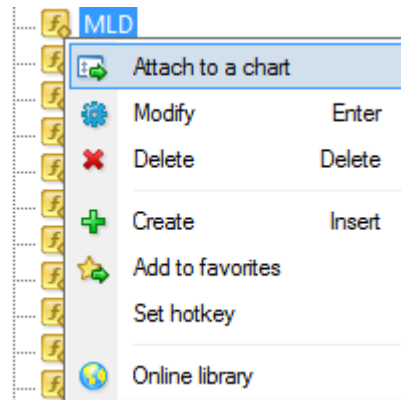 MLD
Attach to a chart
Modify Enter
Delete Delete
Create Insert
Add to favorites
Set hotkey
Online library